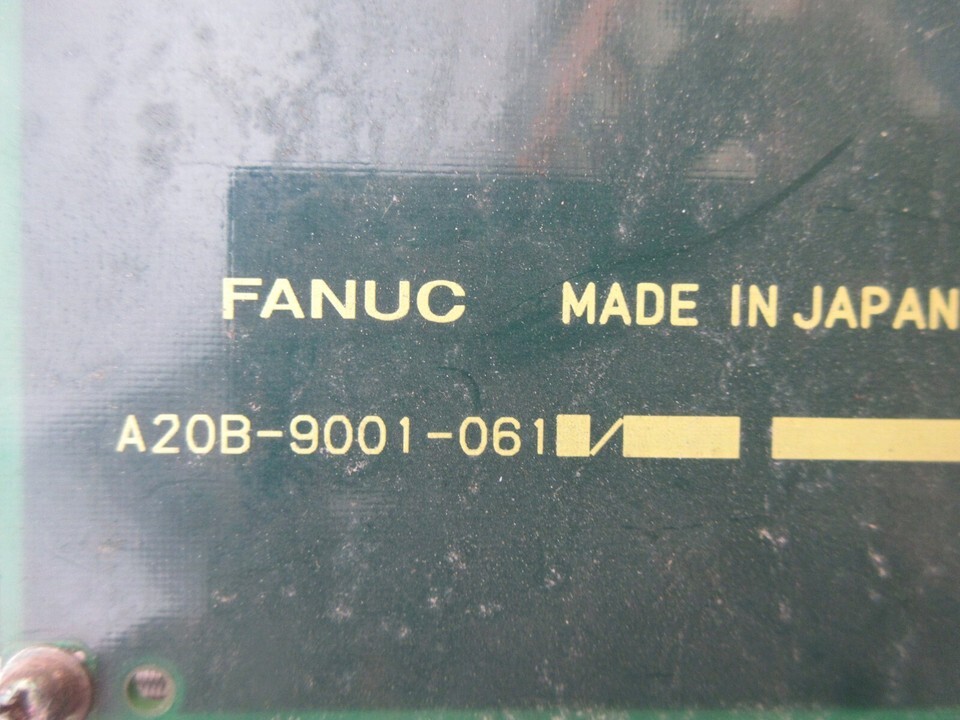 FANUC MADE IN JAPAN
A20B-9001-061 /